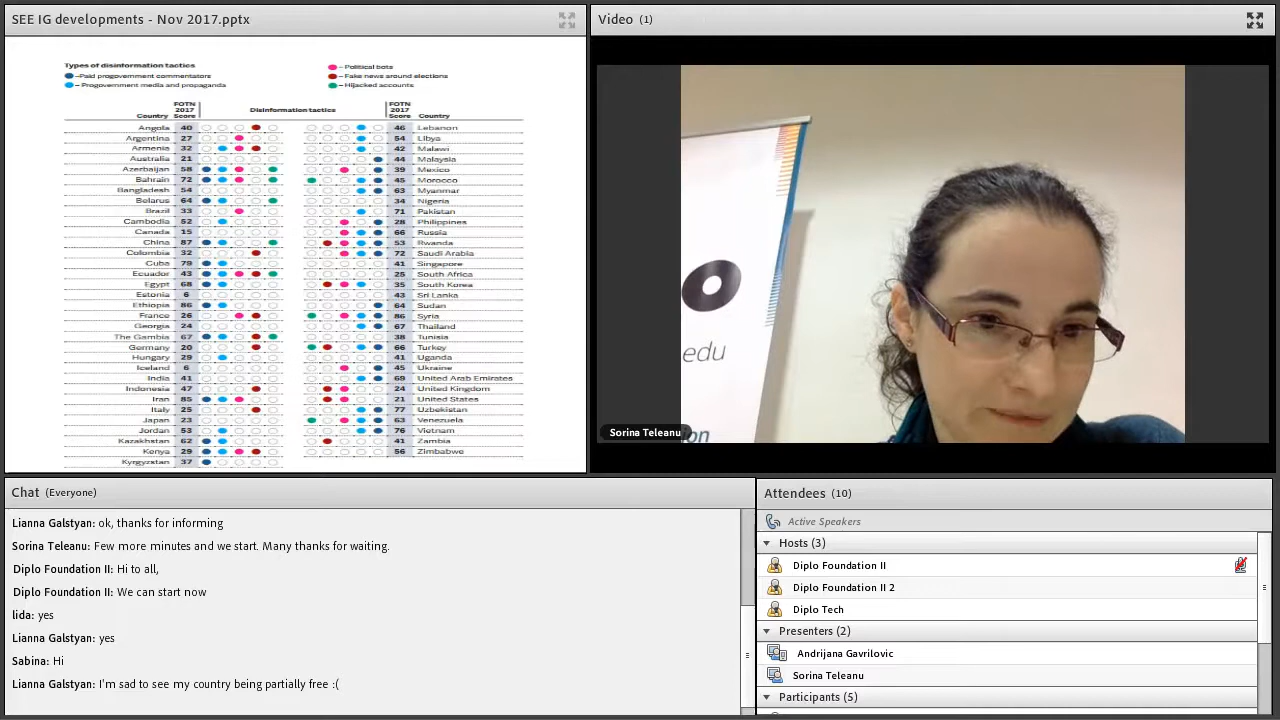 SEE IG developments - Nov 2017.pptx
Types of disinformation tactics
–Paid progovernment commentators
– Progovernment media and propaganda
– Political bots
– Fake news around elections
– Hijacked accounts
Country FOTN 2017 Score Disinformation tactics FOTN 2017 Score Country
Angola 40 46 Lebanon
Argentina 27 54 Libya
Armenia 32 42 Malawi
Australia 21 44 Malaysia
Azerbaijan 58 39 Mexico
Bahrain 72 45 Morocco
Bangladesh 54 63 Myanmar
Belarus 64 34 Nigeria
Brazil 33 71 Pakistan
Cambodia 52 28 Philippines
Canada 15 66 Russia
China 87 53 Rwanda
Colombia 32 72 Saudi Arabia
Cuba 79 41 Singapore
Ecuador 43 25 South Africa
Egypt 68 35 South Korea
Estonia 6 43 Sri Lanka
Ethiopia 86 64 Sudan
France 26 86 Syria
Georgia 24 67 Thailand
The Gambia 67 38 Tunisia
Germany 20 66 Turkey
Hungary 29 41 Uganda
Iceland 6 45 Ukraine
India 41 69 United Arab Emirates
Indonesia 47 24 United Kingdom
Iran 85 21 United States
Italy 25 77 Uzbekistan
Japan 23 63 Venezuela
Jordan 53 76 Vietnam
Kazakhstan 62 41 Zambia
Kenya 29 56 Zimbabwe
Kyrgyzstan 37
Video (1)
o
edu
on
Sorina Teleanu
Chat (Everyone)
Lianna Galstyan: ok, thanks for informing
Sorina Teleanu: Few more minutes and we start. Many thanks for waiting.
Diplo Foundation II: Hi to all,
Diplo Foundation II: We can start now
lida: yes
Lianna Galstyan: yes
Sabina: Hi
Lianna Galstyan: I'm sad to see my country being partially free :(
Attendees (10)
Active Speakers
Hosts (3)
Diplo Foundation II
Diplo Foundation II 2
Diplo Tech
Presenters (2)
Andrijana Gavrilovic
Sorina Teleanu
Participants (5)